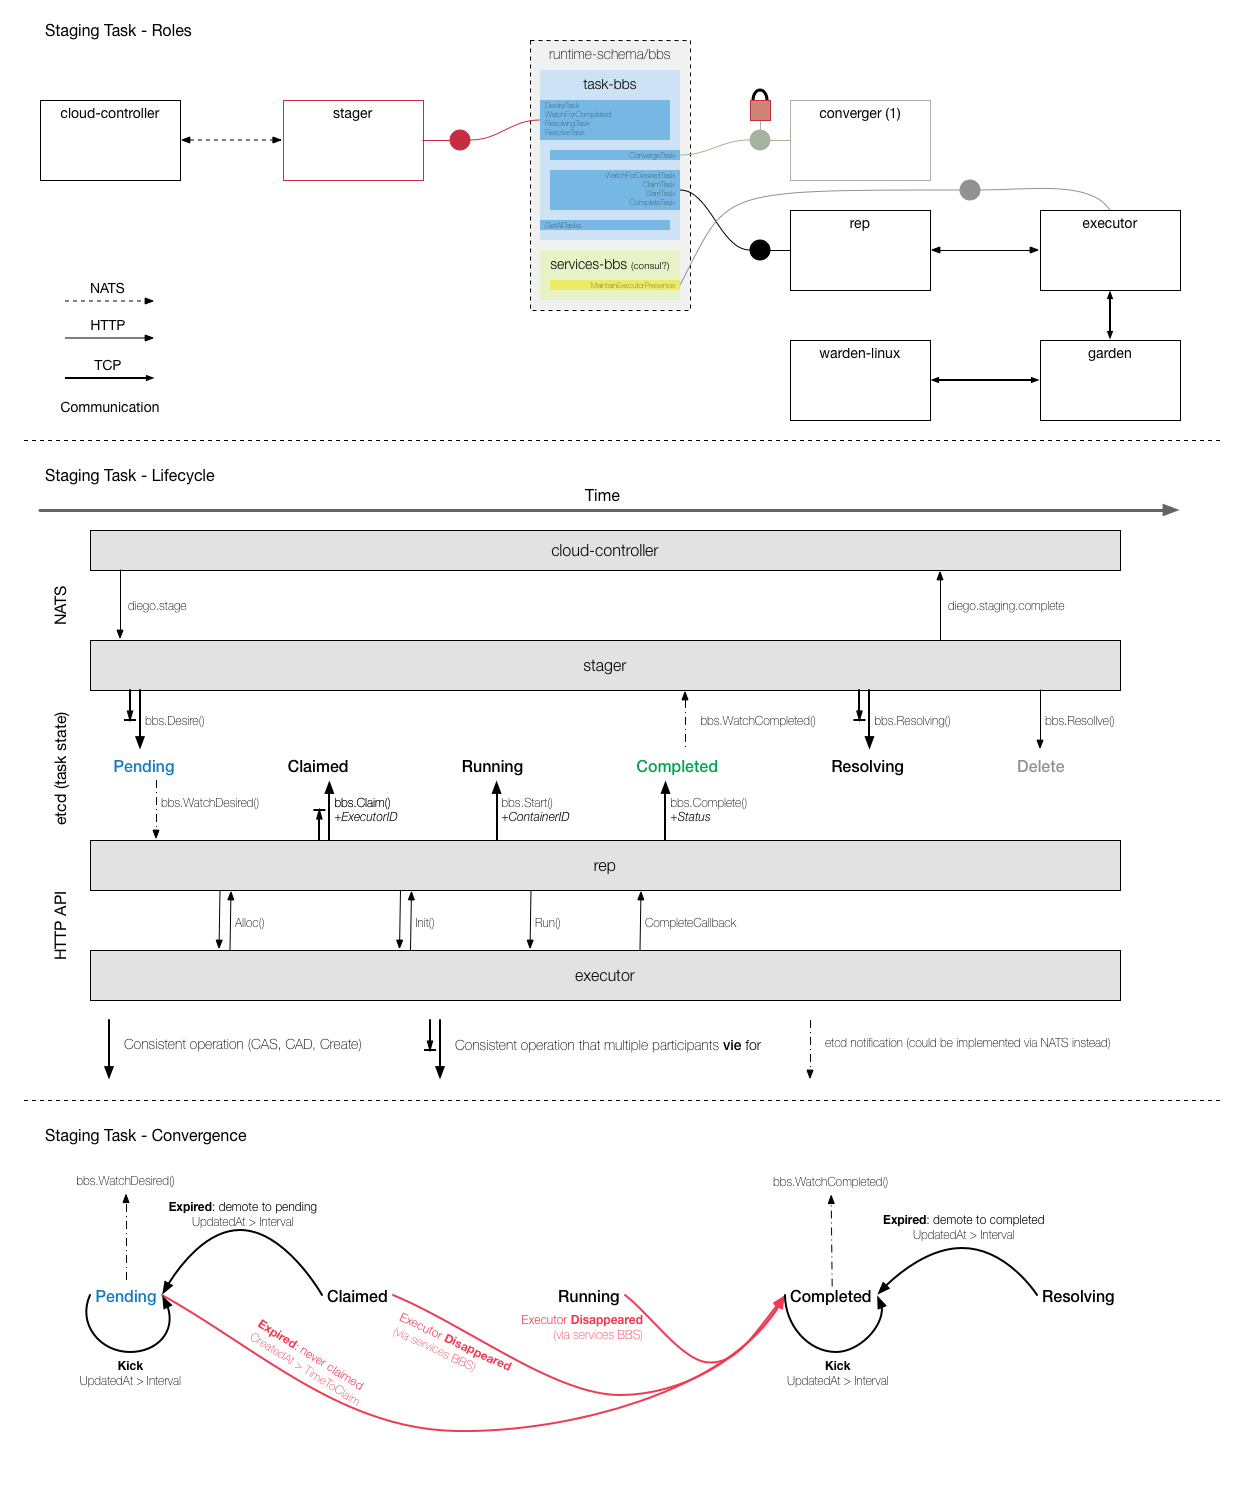 Staging Task - Roles
runtime-schema/bbs
task-bbs
cloud-controller
stager
DesireTask
WatchForCompleted
ResolvingTask
ResolveTask
converger (1)
ConvergeTask
WatchForDesiredTask
ClaimTask
StartTask
CompleteTask
GetAllTasks
rep
executor
services-bbs (consul?)
MaintainExecutorPresence
NATS
HTTP
TCP
Communication
warden-linux
garden
Staging Task - Lifecycle
Time
cloud-controller
NATS
diego.stage
diego.staging.complete
stager
etcd (task state)
bbs.Desire()
bbs.WatchCompleted()
bbs.Resolving()
bbs.Resollve()
Pending
Claimed
Running
Completed
Resolving
Delete
bbs.WatchDesired()
bbs.Claim()
+ExecutorID
bbs.Start()
+ContainerID
bbs.Complete()
+Status
rep
HTTP API
Alloc()
Init()
Run()
CompleteCallback
executor
Consistent operation (CAS, CAD, Create)
Consistent operation that multiple participants vie for
etcd notification (could be implemented via NATS instead)
Staging Task - Convergence
bbs.WatchDesired()
Expired: demote to pending
UpdatedAt > Interval
bbs.WatchCompleted()
Expired: demote to completed
UpdatedAt > Interval
Pending
Claimed
Running
Completed
Resolving
Expired: never claimed
CreatedAt > TimeToClaim
Executor Disappeared
(via services BBS)
Executor Disappeared
(via services BBS)
Kick
UpdatedAt > Interval
Kick
UpdatedAt > Interval